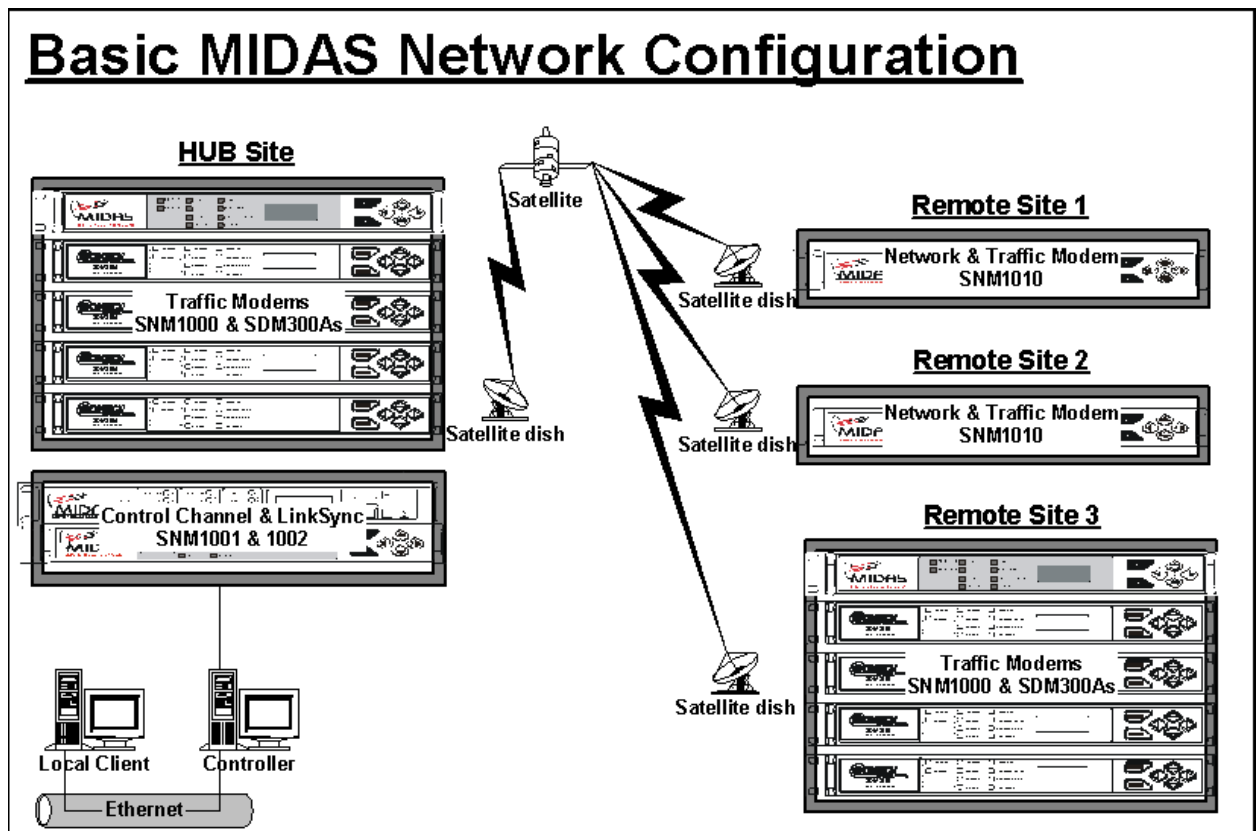 Basic MIDAS Network Configuration
HUB Site
MIDAS
Traffic Modems
SNM1000 & SDM300As
Control Channel & LinkSync
SNM1001 & 1002
Local Client
Controller
Ethernet
Satellite
Satellite dish
Satellite dish
Satellite dish
Satellite dish
Remote Site 1
Network & Traffic Modem
SNM1010
Remote Site 2
Network & Traffic Modem
SNM1010
Remote Site 3
MIDAS
Traffic Modems
SNM1000 & SDM300As